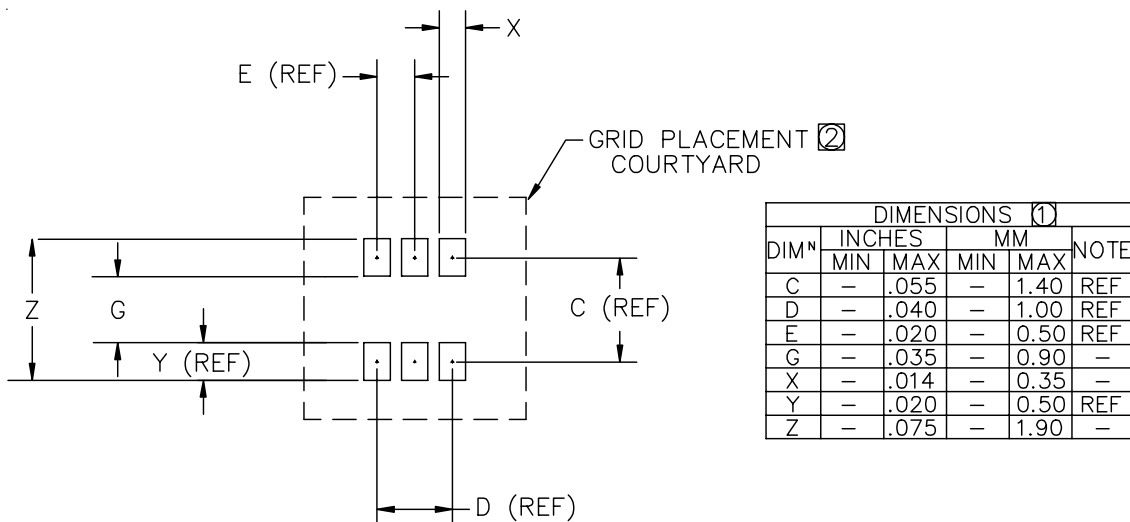 X
E (REF)
GRID PLACEMENT 2
COURTYARD
Z
G
Y (REF)
C (REF)
D (REF)
DIMENSIONS 1
DIMᴺ INCHES MM NOTE
MIN MAX MIN MAX
C – .055 – 1.40 REF
D – .040 – 1.00 REF
E – .020 – 0.50 REF
G – .035 – 0.90 –
X – .014 – 0.35 –
Y – .020 – 0.50 REF
Z – .075 – 1.90 –